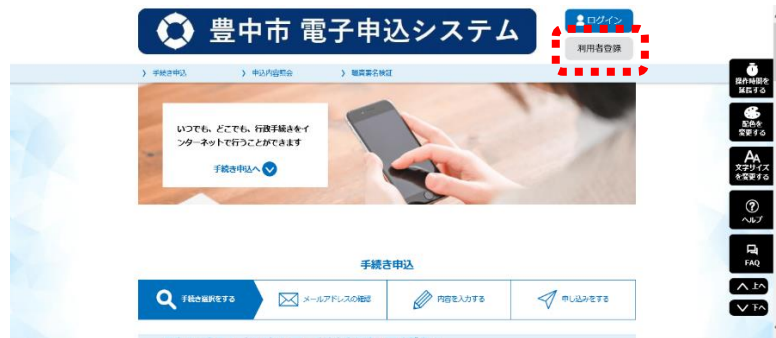 豊中市 電子申込システム
ログイン
利用者登録
手続き申込
申込内容照会
職責署名検証
いつでも、どこでも、行政手続きをイ
ンターネットで行うことができます
手続き申込へ
操作時間を
延長する
配色を
変更する
AA
文字サイズ
を変更する
ヘルプ
FAQ
上へ
下へ
手続き申込
手続き選択をする
メールアドレスの確認
内容を入力する
申し込みをする